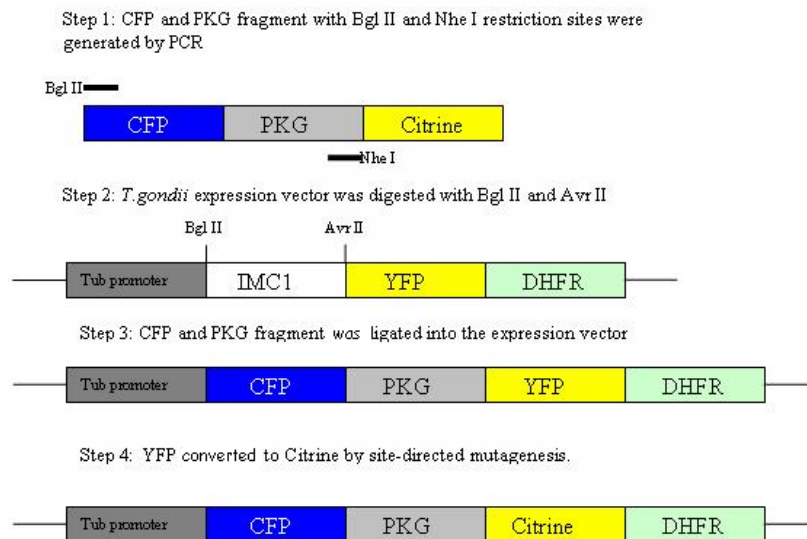 Step 1: CFP and PKG fragment with Bgl II and Nhe I restriction sites were
generated by PCR
Bgl II
CFP PKG Citrine
Nhe I
Step 2: T.gondii expression vector was digested with Bgl II and Avr II
Bgl II Avr II
Tub promoter IMC1 YFP DHFR
Step 3: CFP and PKG fragment was ligated into the expression vector
Tub promoter CFP PKG YFP DHFR
Step 4: YFP converted to Citrine by site-directed mutagenesis.
Tub promoter CFP PKG Citrine DHFR